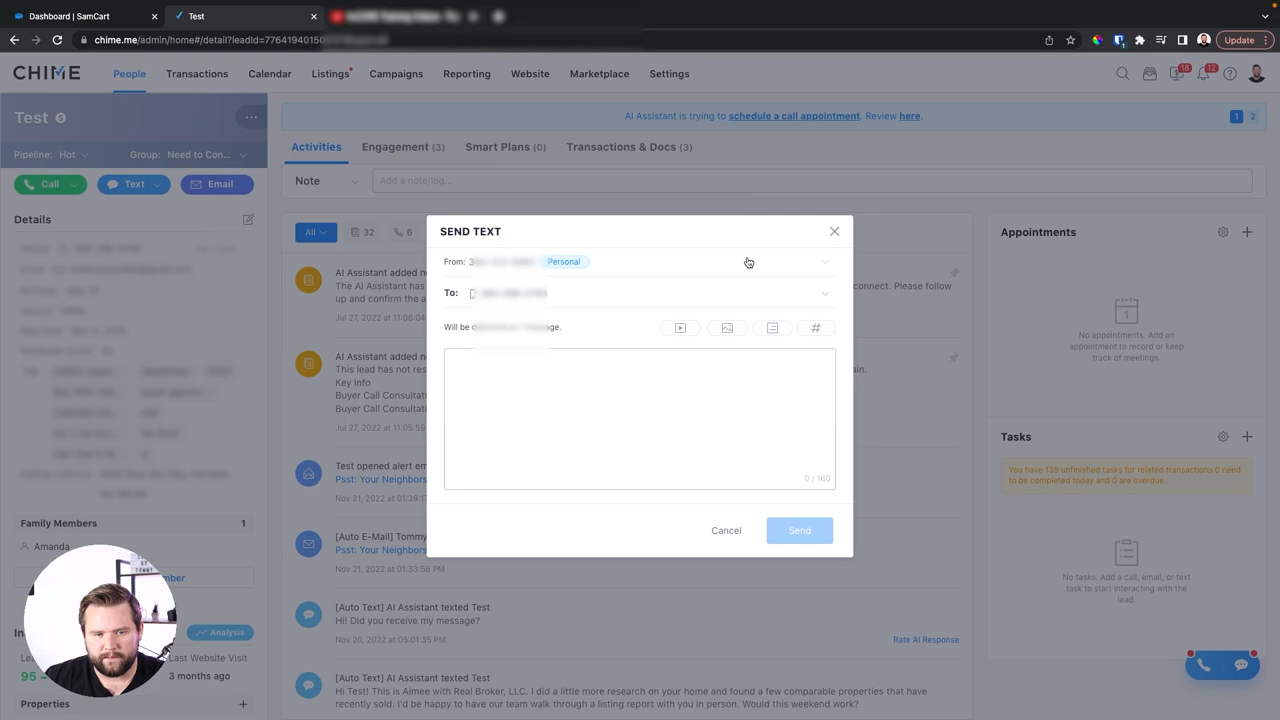 Dashboard | SamCart
Test
chime.me/admin/home#/detail?leadId=77641940150
Update
CHIME
People
Transactions
Calendar
Listings
Campaigns
Reporting
Website
Marketplace
Settings
18
12
Test
Pipeline: Hot
Group: Need to Con...
Call
Text
Email
Details
Family Members
1
Amanda
Analysis
Last Website Visit
95
3 months ago
Properties
AI Assistant is trying to schedule a call appointment. Review here.
1
2
Activities
Engagement (3)
Smart Plans (0)
Transactions & Docs (3)
Note
Add a note/log...
All
32
6
AI Assistant added
The AI Assistant has
connect. Please follow
up and confirm the a
Jul 27, 2022 at 11:06:04
AI Assistant added
This lead has not res
Key Info
Buyer Call Consultati
Buyer Call Consultati
Jul 27, 2022 at 11:05:59
Test opened alert em
Psst: Your Neighbors
Nov 21, 2022 at 01:39:1
[Auto E-Mail] Tommy
Psst: Your Neighbors
Nov 21, 2022 at 01:33:56 PM
[Auto Text] AI Assistant texted Test
Hi! Did you receive my message?
Nov 20, 2022 at 05:01:35 PM
Rate AI Response
[Auto Text] AI Assistant texted Test
Hi Test! This is Aimee with Real Broker, LLC. I did a little more research on your home and found a few comparable properties that have
recently sold. I'd be happy to have our team walk through a listing report with you in person. Would this weekend work?
SEND TEXT
From: 3
Personal
To:
Will be
0 / 160
Cancel
Send
Appointments
1
No appointments. Add an
appointment to record or keep
track of meetings.
Tasks
You have 139 unfinished tasks for related transactions 0 need
to be completed today and 0 are overdue.
No tasks. Add a call, email, or text
task to start interacting with the
lead.